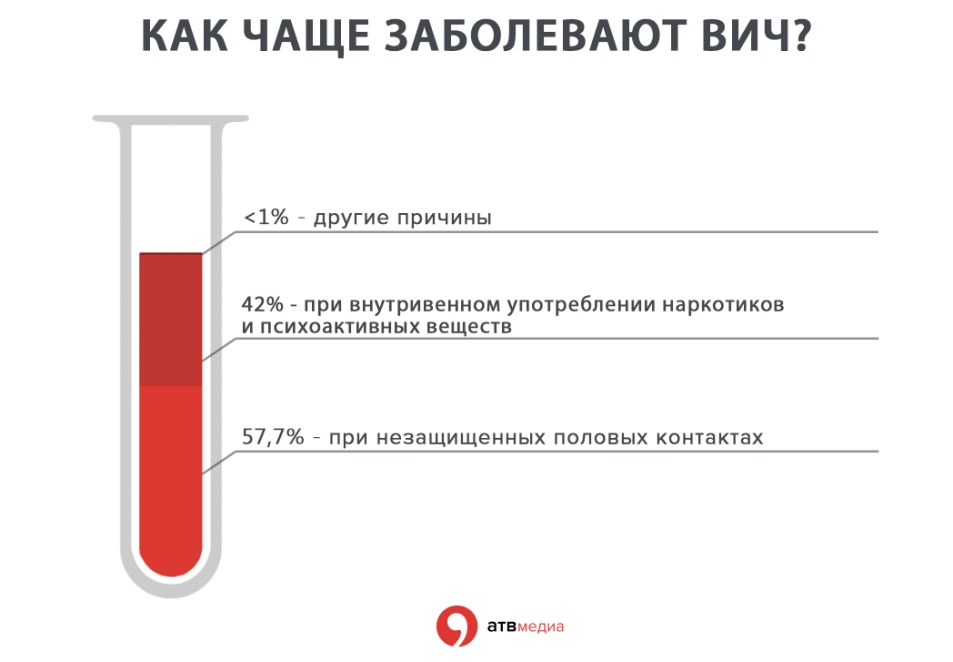 КАК ЧАЩЕ ЗАБОЛЕВАЮТ ВИЧ?
<1% - другие причины
42% - при внутривенном употреблении наркотиков
и психоактивных веществ
57,7% - при незащищенных половых контактах
атвмедиа